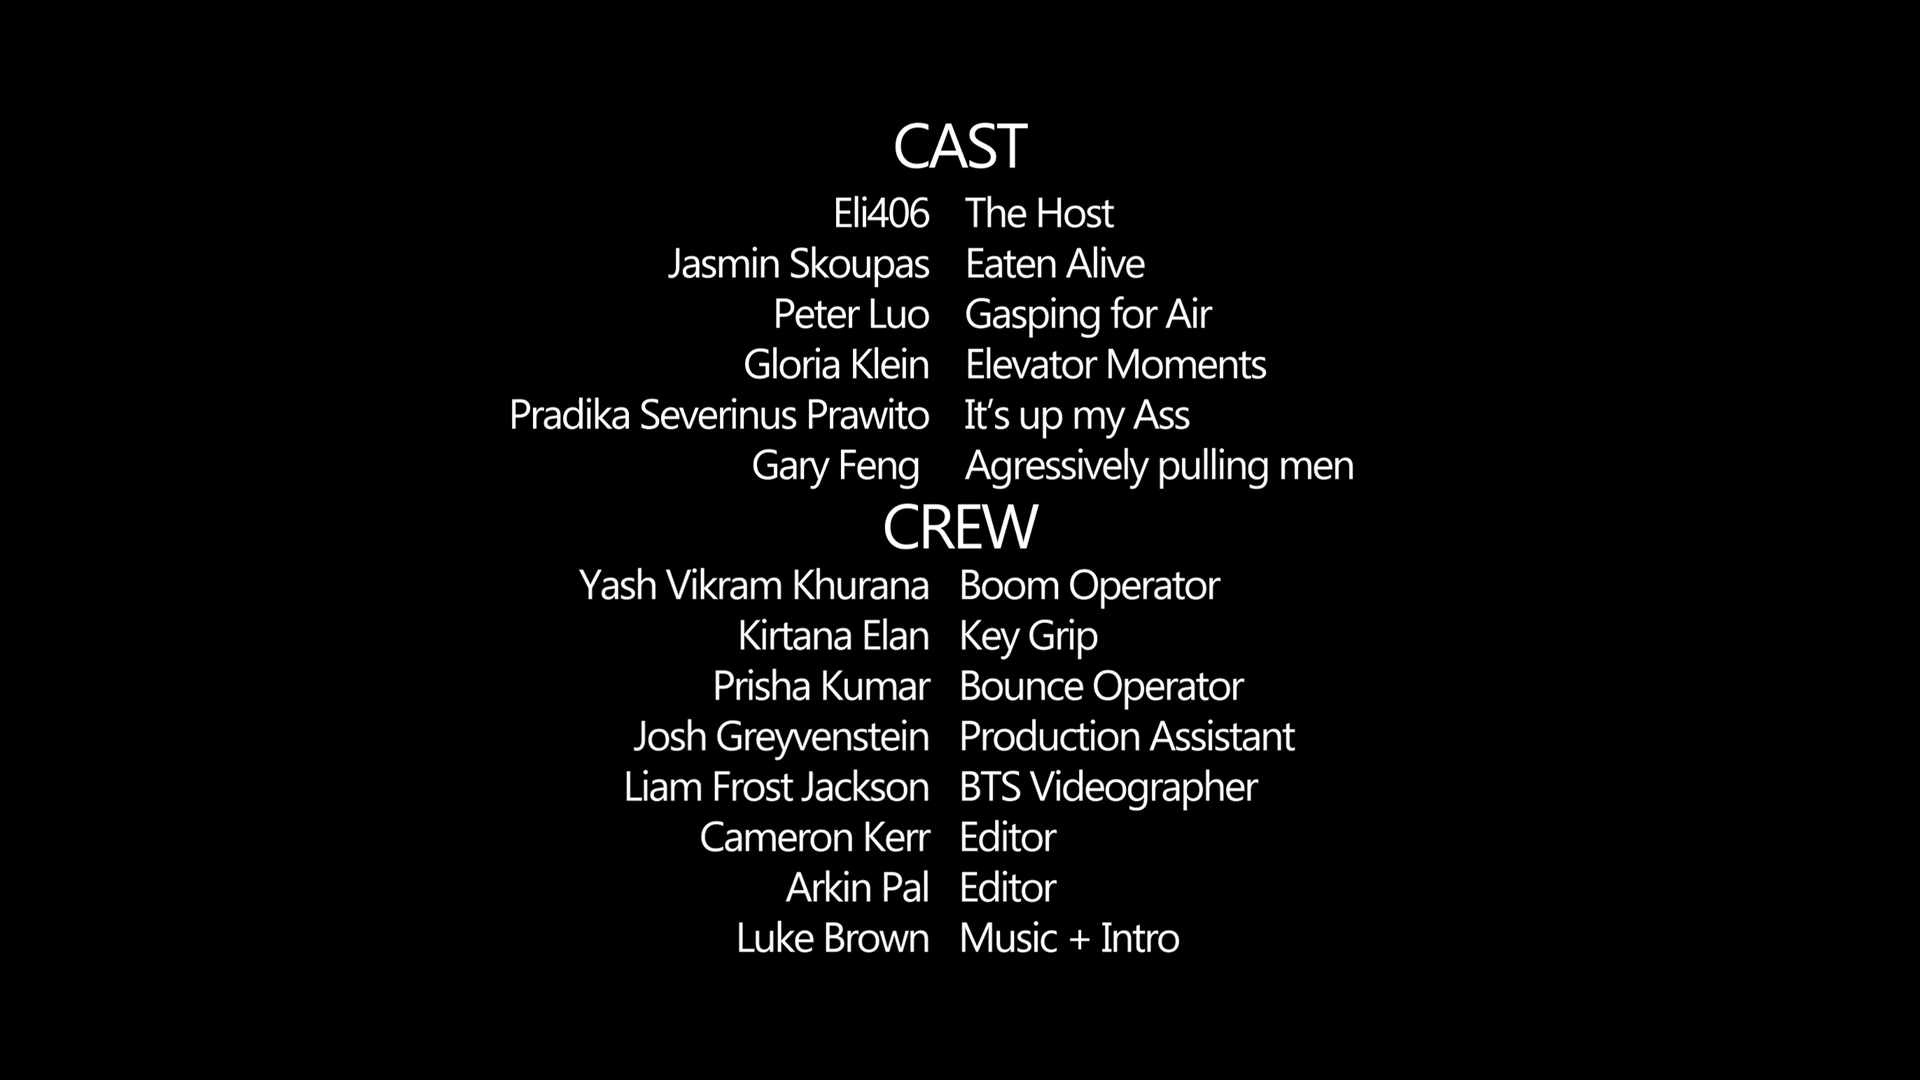 CAST
Eli406 The Host
Jasmin Skoupas Eaten Alive
Peter Luo Gasping for Air
Gloria Klein Elevator Moments
Pradika Severinus Prawito It's up my Ass
Gary Feng Agressively pulling men
CREW
Yash Vikram Khurana Boom Operator
Kirtana Elan Key Grip
Prisha Kumar Bounce Operator
Josh Greyvenstein Production Assistant
Liam Frost Jackson BTS Videographer
Cameron Kerr Editor
Arkin Pal Editor
Luke Brown Music + Intro